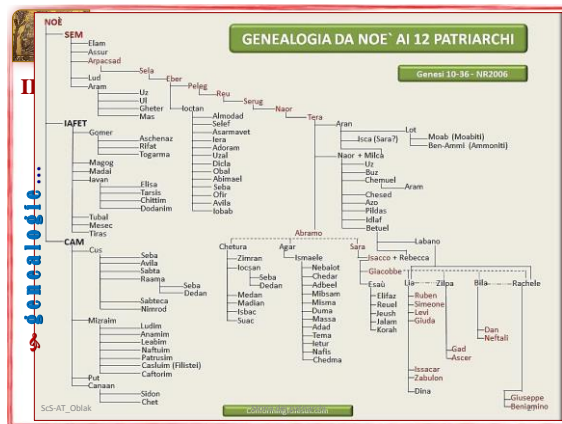 NOÈ
GENEALOGIA DA NOE` AI 12 PATRIARCHI
Genesi 10-36 - NR2006
genealogie...
SEM
Elam
Assur
Arpacsad
Sela
Eber
Peleg
Reu
Serug
Naor
Tera
Lud
Aram
Uz
Ul
Gheter
Mas
Ioctan
Almodad
Selef
Asarmavet
Iera
Adoram
Uzal
Dicla
Obal
Abimael
Seba
Ofir
Avila
Iobab
Aran
Isca (Sara?)
Lot
Moab (Moabiti)
Ben-Ammi (Ammoniti)
Naor + Milca
Uz
Buz
Chemuel
Aram
Chesed
Azo
Pildas
Idlaf
Betuel
Labano
IAFET
Gomer
Aschenaz
Rifat
Togarma
Magog
Madai
Iavan
Elisa
Tarsis
Chittim
Dodanim
Tubal
Mesec
Tiras
CAM
Cus
Seba
Avila
Sabta
Raama
Seba
Dedan
Sabteca
Nimrod
Mizraim
Ludim
Anamim
Leabim
Naftuim
Patrusim
Casluim (Filistei)
Caftorim
Put
Canaan
Sidon
Chet
Abramo
Chetura
Zimran
Iocsan
Seba
Dedan
Medan
Madian
Isbac
Suac
Agar
Ismaele
Nebaiot
Chedar
Adbeel
Mibsam
Misma
Duma
Massa
Adad
Tema
Ietur
Nafis
Chedma
Sara
Isacco + Rebecca
Giacobbe
Esaù
Elifaz
Reuel
Jeush
Jalam
Korah
Lia
Ruben
Simeone
Levi
Giuda
Issacar
Zabulon
Dina
Zilpa
Gad
Ascer
Bila
Dan
Neftali
Rachele
Giuseppe
Beniamino
ScS-AT_Oblak